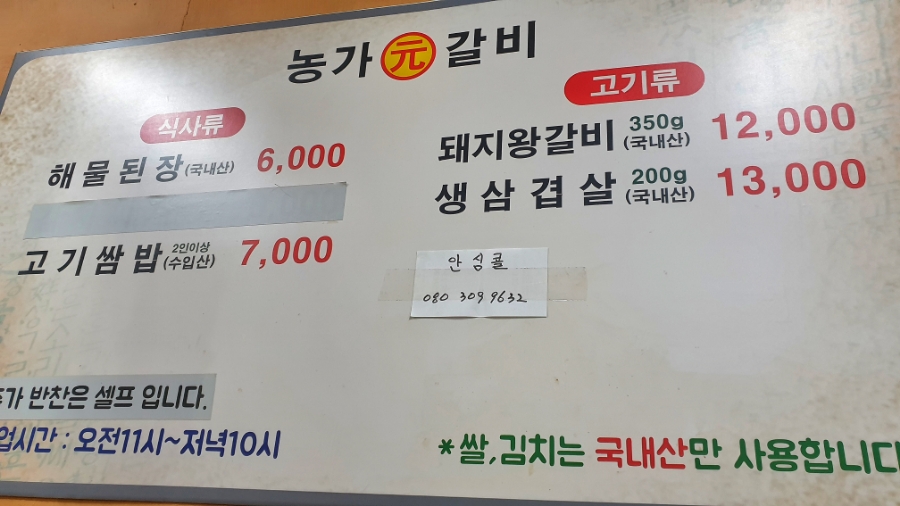 농가 元 갈비
식사류
해물된장(국내산) 6,000
고기쌈밥 2인이상 (수입산) 7,000
고기류
돼지왕갈비 350g (국내산) 12,000
생삼겹살 200g (국내산) 13,000
안심콜
080 309 9632
가 반찬은 셀프 입니다.
업시간 : 오전11시~저녁10시
*쌀,김치는 국내산만 사용합니다